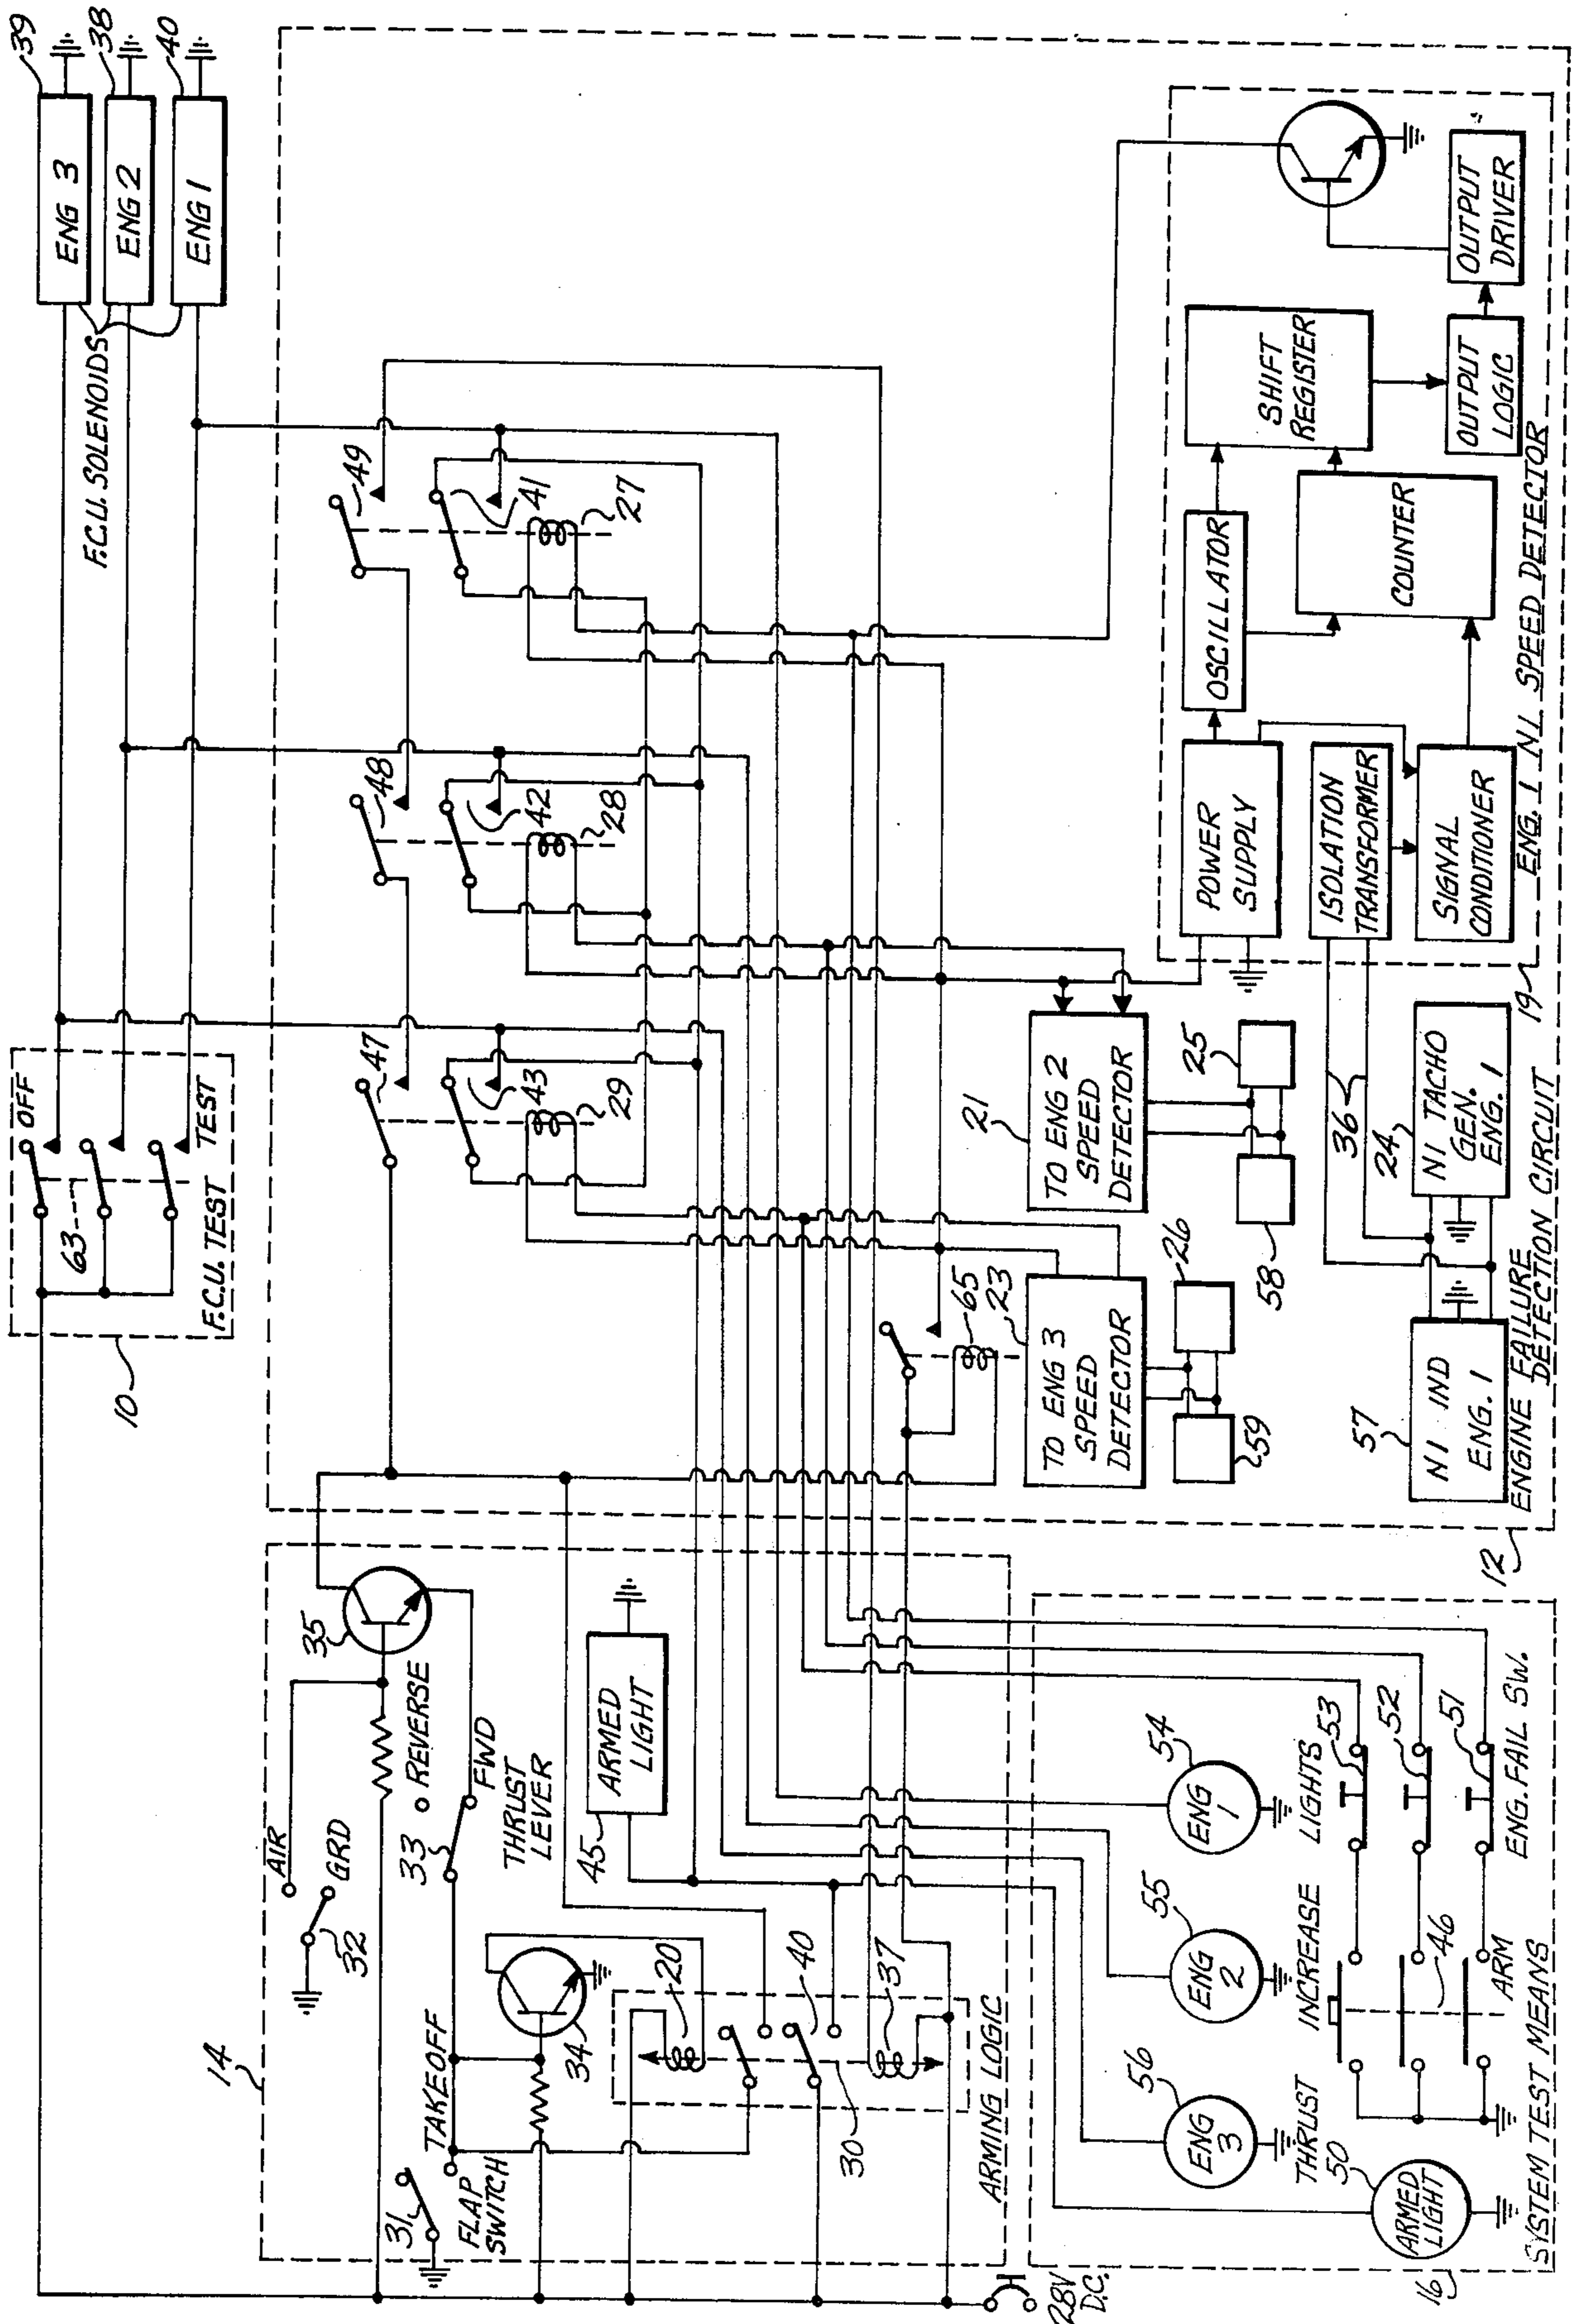 39
38
40
ENG 3
ENG 2
ENG 1
F.C.U. SOLENOIDS
OFF
63
TEST
F.C.U. TEST
10
49
41
27
48
42
28
47
43
29
OUTPUT
DRIVER
SHIFT
REGISTER
OUTPUT
LOGIC
OSCILLATOR
COUNTER
POWER
SUPPLY
ISOLATION
TRANSFORMER
SIGNAL
CONDITIONER
ENG. 1 N1 SPEED DETECTOR
19
21
TO ENG 2
SPEED
DETECTOR
25
58
36
24
N1 TACHO
GEN.
ENG. 1
65
23
TO ENG 3
SPEED
DETECTOR
26
59
57
N1 IND
ENG. 1
ENGINE FAILURE
DETECTION CIRCUIT
12
14
35
AIR
GRD
32
REVERSE
33
FWD
THRUST
LEVER
ARMED
LIGHT
45
TAKEOFF
34
31
FLAP
SWITCH
20
40
37
30
ARMING LOGIC
28V
D.C.
54
ENG
1
55
ENG
2
56
ENG
3
LIGHTS
53
52
51
ENG. FAIL SW.
THRUST INCREASE
46
ARM
50
ARMED
LIGHT
SYSTEM TEST MEANS
16